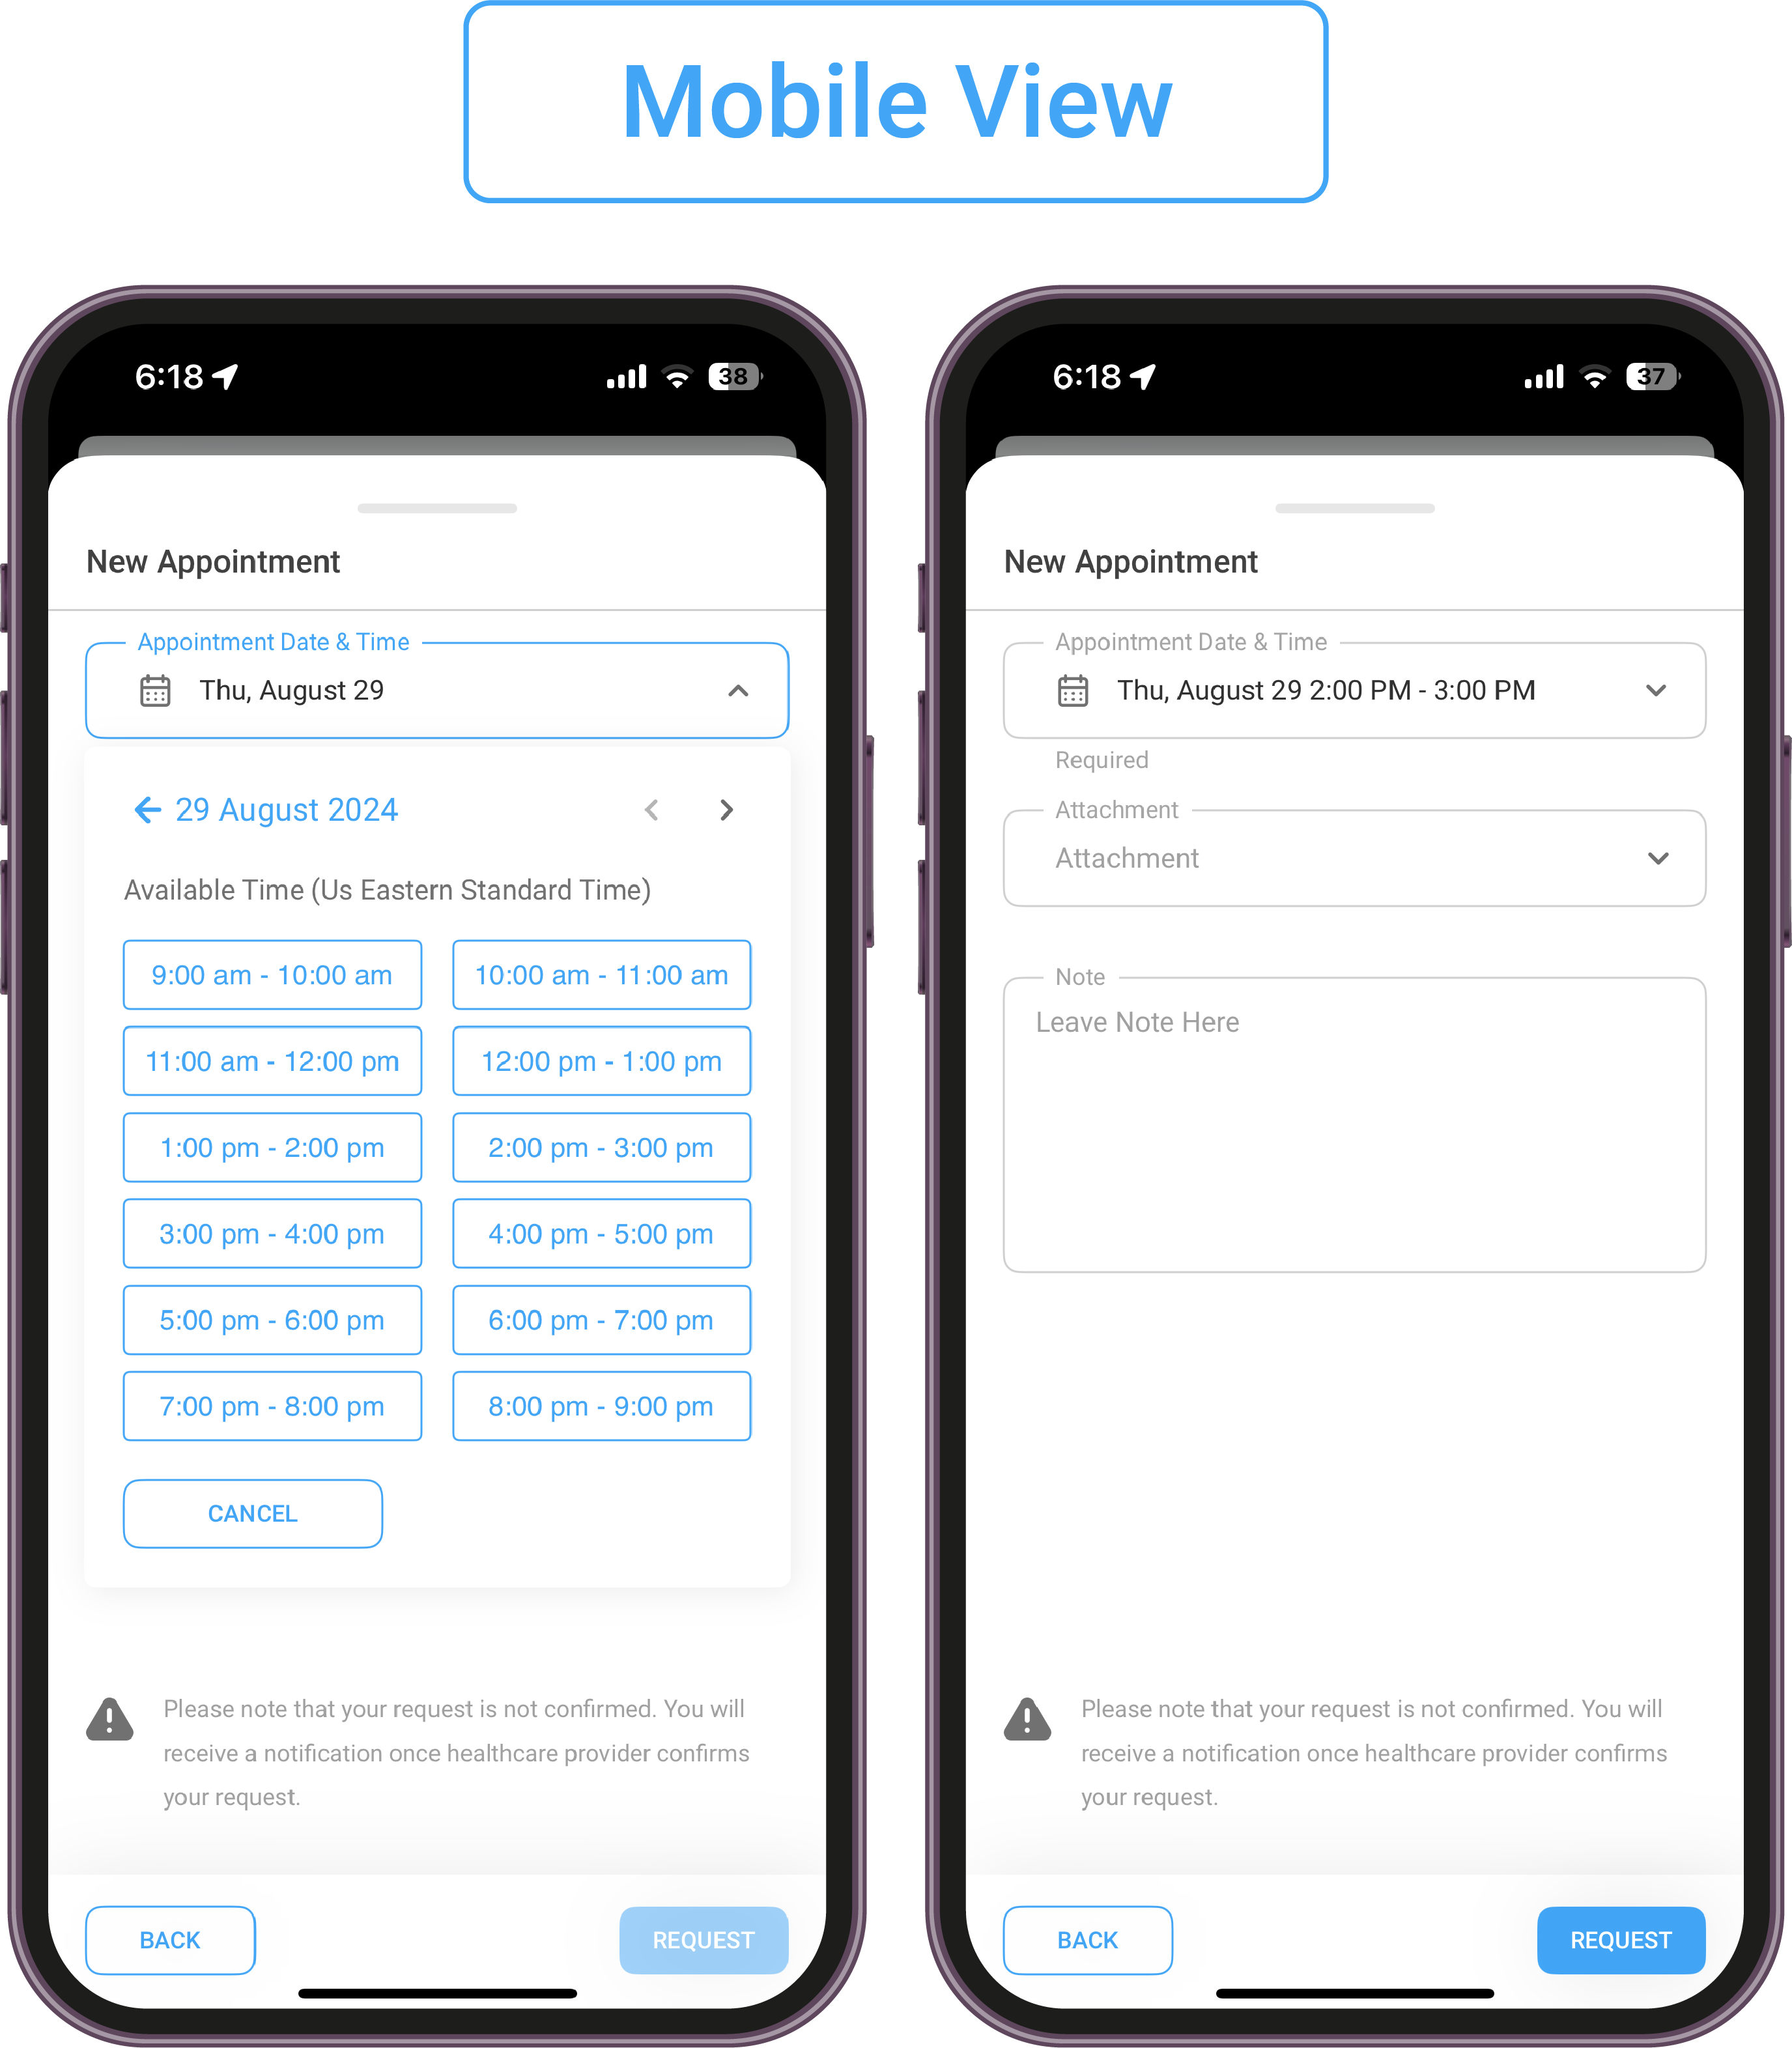 Mobile View
6:18
38
New Appointment
Appointment Date & Time
Thu, August 29
29 August 2024
Available Time (Us Eastern Standard Time)
9:00 am - 10:00 am
10:00 am - 11:00 am
11:00 am - 12:00 pm
12:00 pm - 1:00 pm
1:00 pm - 2:00 pm
2:00 pm - 3:00 pm
3:00 pm - 4:00 pm
4:00 pm - 5:00 pm
5:00 pm - 6:00 pm
6:00 pm - 7:00 pm
7:00 pm - 8:00 pm
8:00 pm - 9:00 pm
CANCEL
Please note that your request is not confirmed. You will
receive a notification once healthcare provider confirms
your request.
BACK
REQUEST
6:18
37
New Appointment
Appointment Date & Time
Thu, August 29 2:00 PM - 3:00 PM
Required
Attachment
Attachment
Note
Leave Note Here
Please note that your request is not confirmed. You will
receive a notification once healthcare provider confirms
your request.
BACK
REQUEST